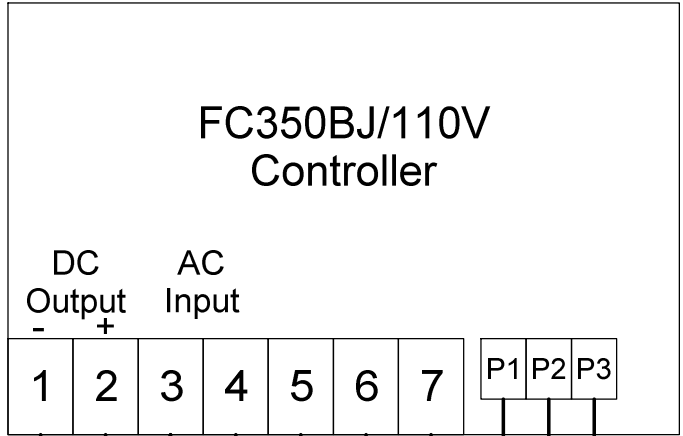 FC350BJ/110V
Controller
DC AC
Output Input
- +
1 2 3 4 5 6 7 P1 P2 P3